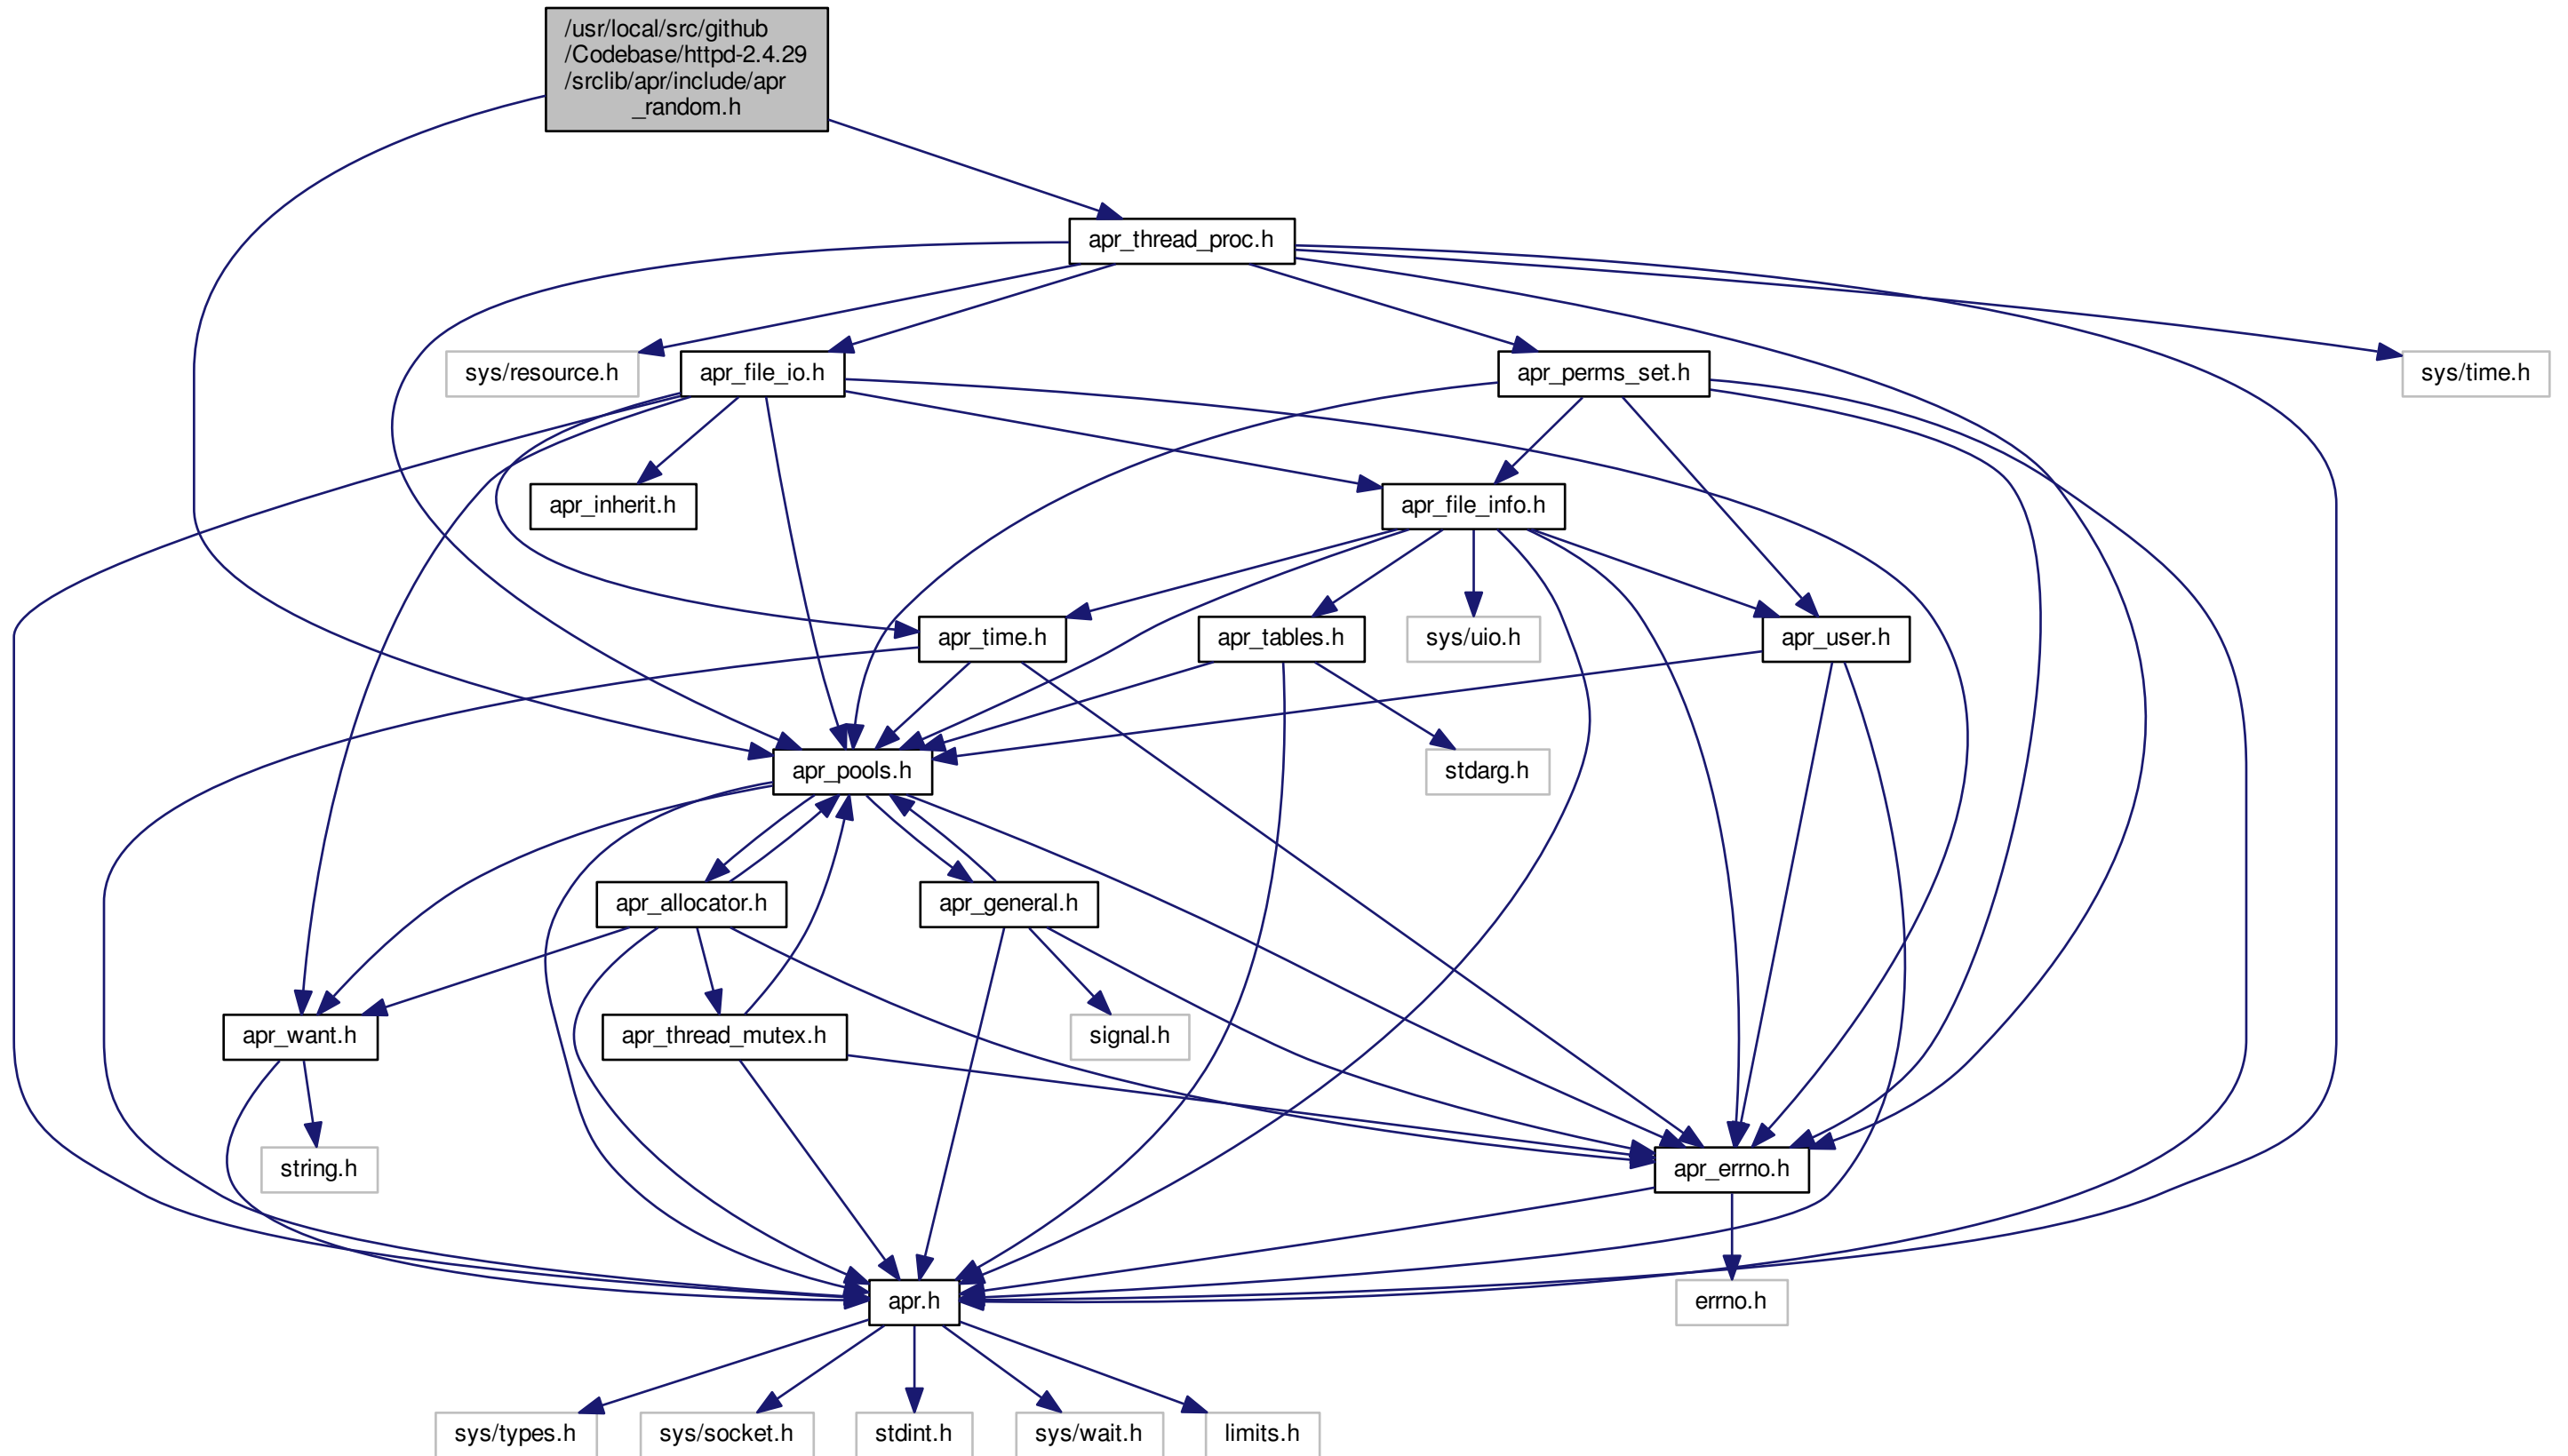 /usr/local/src/github
/Codebase/httpd-2.4.29
/srclib/apr/include/apr
_random.h
apr_thread_proc.h
sys/resource.h
apr_file_io.h
apr_perms_set.h
sys/time.h
apr_inherit.h
apr_file_info.h
apr_time.h
apr_tables.h
sys/uio.h
apr_user.h
apr_pools.h
stdarg.h
apr_allocator.h
apr_general.h
apr_want.h
apr_thread_mutex.h
signal.h
string.h
apr_errno.h
apr.h
errno.h
sys/types.h
sys/socket.h
stdint.h
sys/wait.h
limits.h